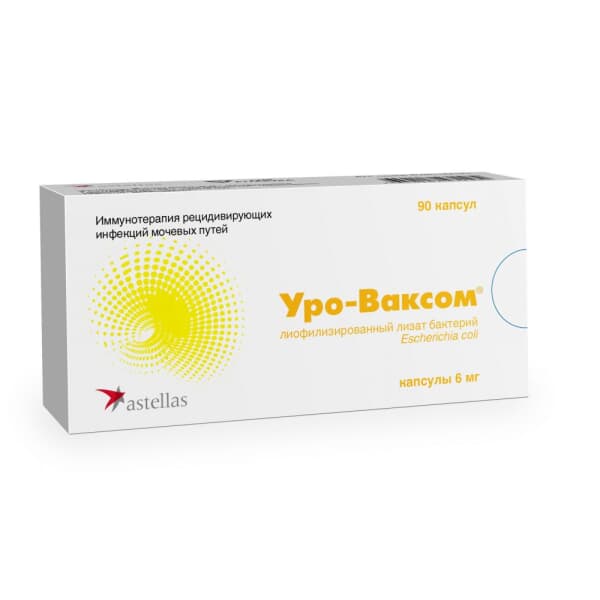 Иммунотерапия рецидивирующих
инфекций мочевых путей
90 капсул
Уро-Ваксом®
лиофилизированный лизат бактерий
Escherichia coli
капсулы 6 мг
astellas